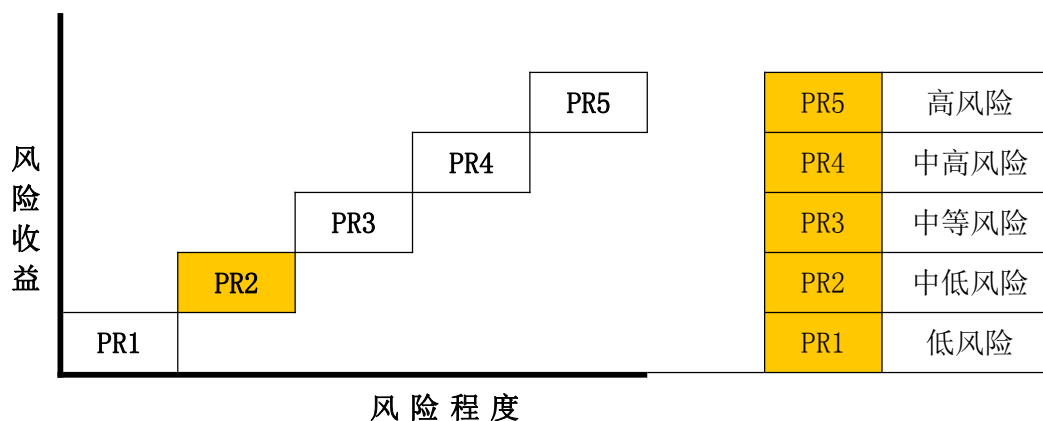 风险收益
PR5
PR4
PR3
PR2
PR1
风险程度
PR5 高风险
PR4 中高风险
PR3 中等风险
PR2 中低风险
PR1 低风险